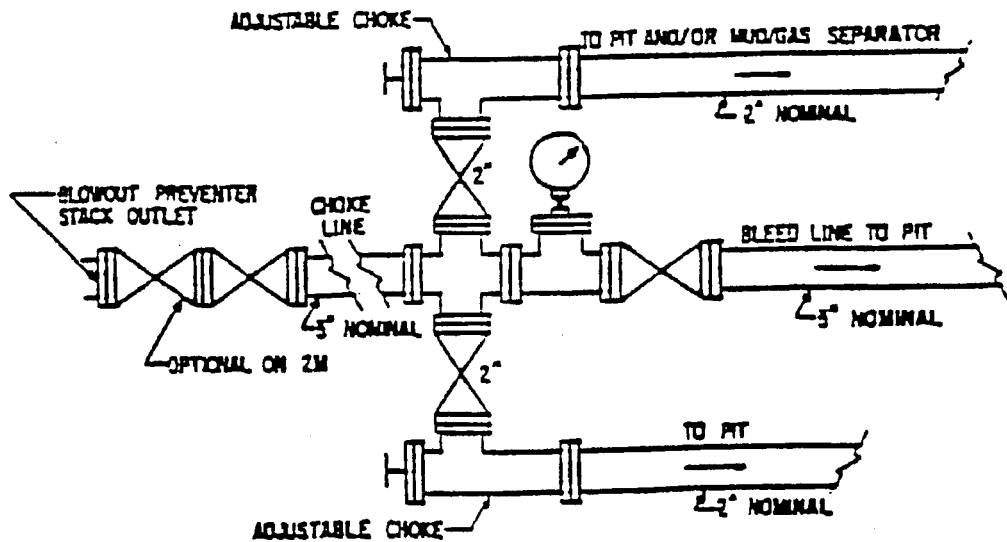 ADJUSTABLE CHOKE
TO PIT AND/OR MUD/GAS SEPARATOR
2" NOMINAL
2"
BLOWOUT PREVENTER
STACK OUTLET
CHOKE
LINE
BLEED LINE TO PIT
3" NOMINAL
3" NOMINAL
OPTIONAL ON 2M
2"
TO PIT
2" NOMINAL
ADJUSTABLE CHOKE